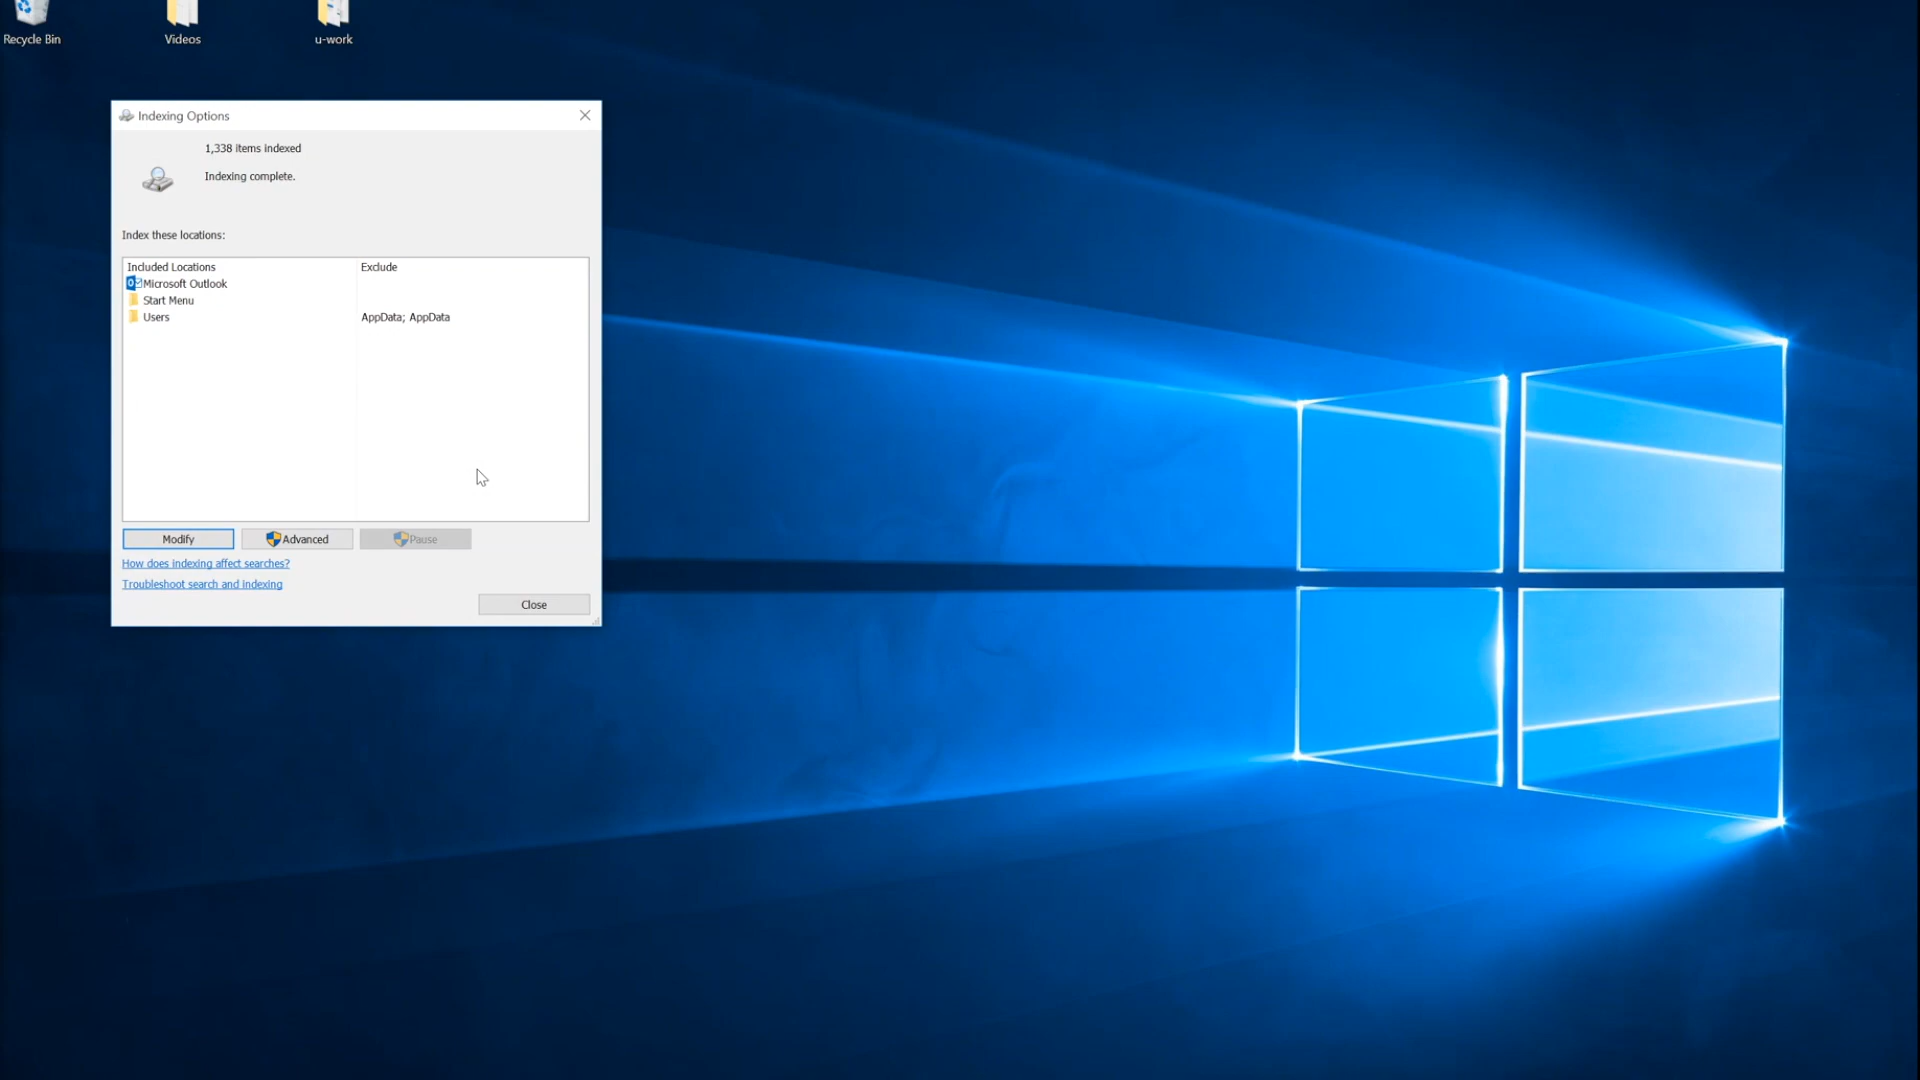 Recycle Bin
Videos
u-work
Indexing Options
1,338 items indexed
Indexing complete.
Index these locations:
Included Locations Exclude
Microsoft Outlook
Start Menu
Users AppData; AppData
Modify Advanced Pause
How does indexing affect searches?
Troubleshoot search and indexing
Close